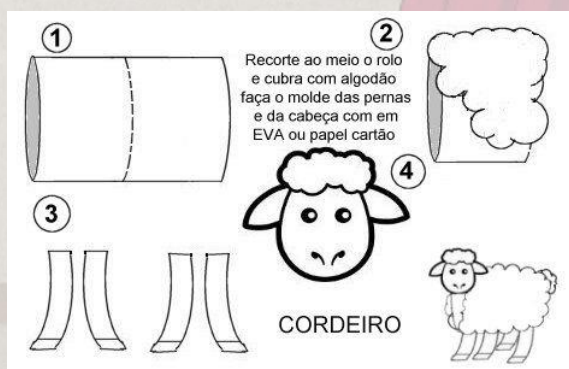 1
2
Recorte ao meio o rolo
e cubra com algodão
faça o molde das pernas
e da cabeça com em
EVA ou papel cartão
3
4
CORDEIRO